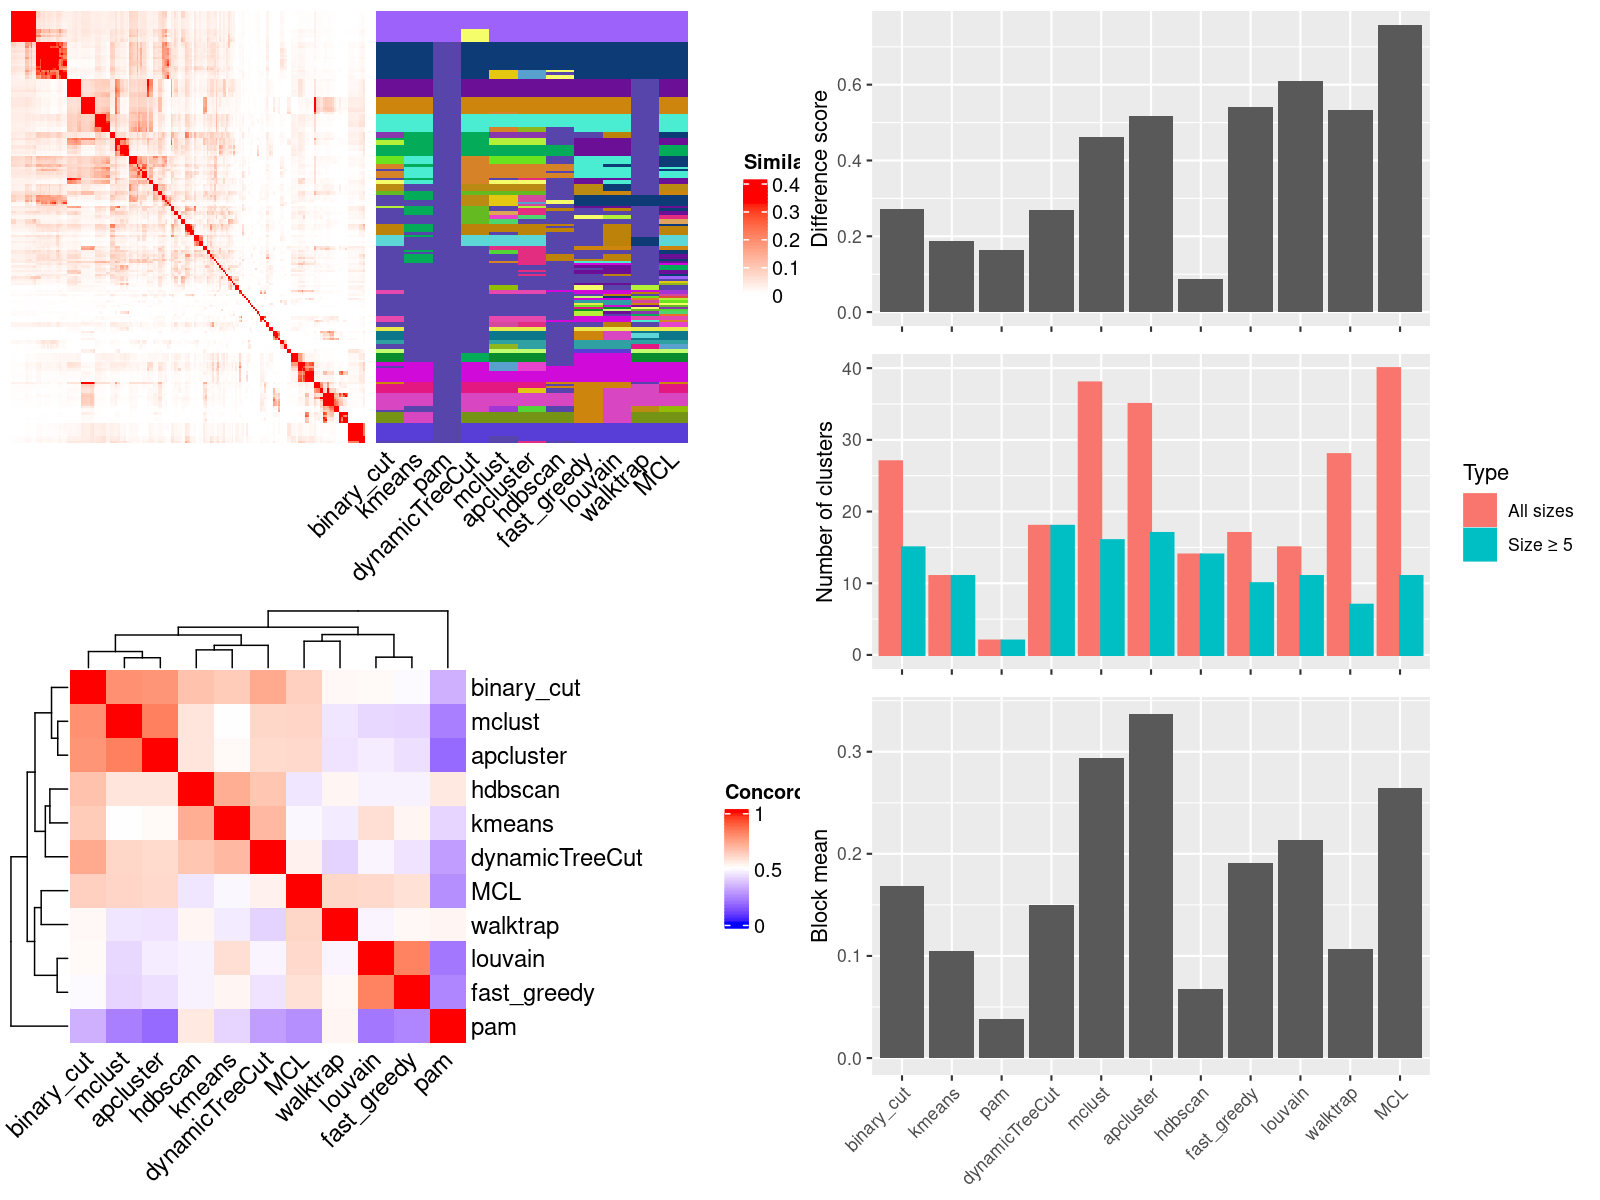 Simila
0.4
0.3
0.2
0.1
0
binary_cut
kmeans
pam
dynamicTreeCut
mclust
apcluster
hdbscan
fast_greedy
louvain
walktrap
MCL
Difference score
0.6
0.4
0.2
0.0
Number of clusters
40
30
20
10
0
Type
All sizes
Size ≥ 5
binary_cut
mclust
apcluster
hdbscan
kmeans
dynamicTreeCut
MCL
walktrap
louvain
fast_greedy
pam
binary_cut
mclust
apcluster
hdbscan
kmeans
dynamicTreeCut
MCL
walktrap
louvain
fast_greedy
pam
Concord
1
0.5
0
Block mean
0.3
0.2
0.1
0.0
binary_cut
kmeans
pam
dynamicTreeCut
mclust
apcluster
hdbscan
fast_greedy
louvain
walktrap
MCL